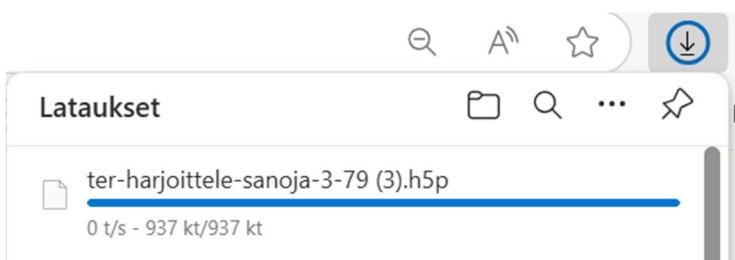 Lataukset
ter-harjoittele-sanoja-3-79 (3).h5p
0 t/s - 937 kt/937 kt